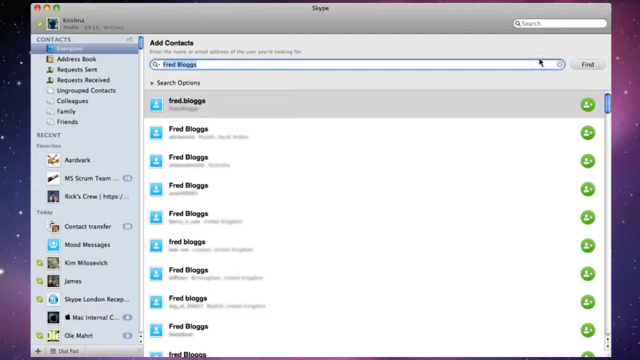 Skype
Krishna
Search
CONTACTS
Everyone
Address Book
Requests Sent
Requests Received
Ungrouped Contacts
Colleagues
Family
Friends
RECENT
Favorites
Aardvark
MS Scrum Team ...
Rick's Crew | https:/...
Today
Contact transfer
Mood Messages
Kim Milosevich
James
Skype London Recep...
Mac Internal C...
Ole Mahrt
Dial Pad
Add Contacts
Enter the name or email address of the user you're looking for
Fred Bloggs
Find
Search Options
fred.bloggs
Fred Bloggs
Fred Bloggs
Fred Bloggs
Fred Bloggs
fred bloggs
Fred Bloggs
Fred bloggs
Fred Bloggs
fred Bloggs